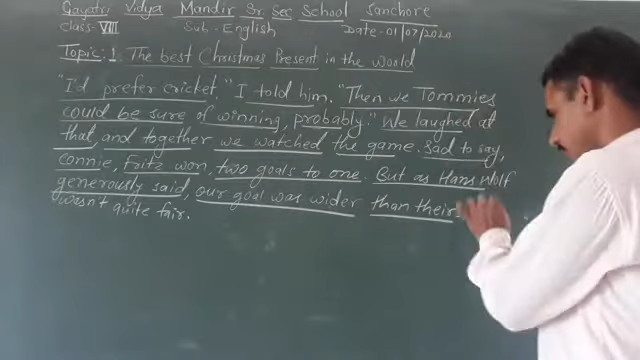 Gayatri Vidya Mandir Sr. Sec School Sanchore
Class- VIII Sub.- English Date - 01/07/2020
Topic: 1. The best Christmas Present in the World
"I'd prefer cricket," I told him. "Then we Tommies
could be sure of winning, probably." We laughed at
that, and together we watched the game. Sad to say,
Connie, Fritz won, two goals to one. But as Hans Wolf
generously said, our goal was wider than their
wasn't quite fair.